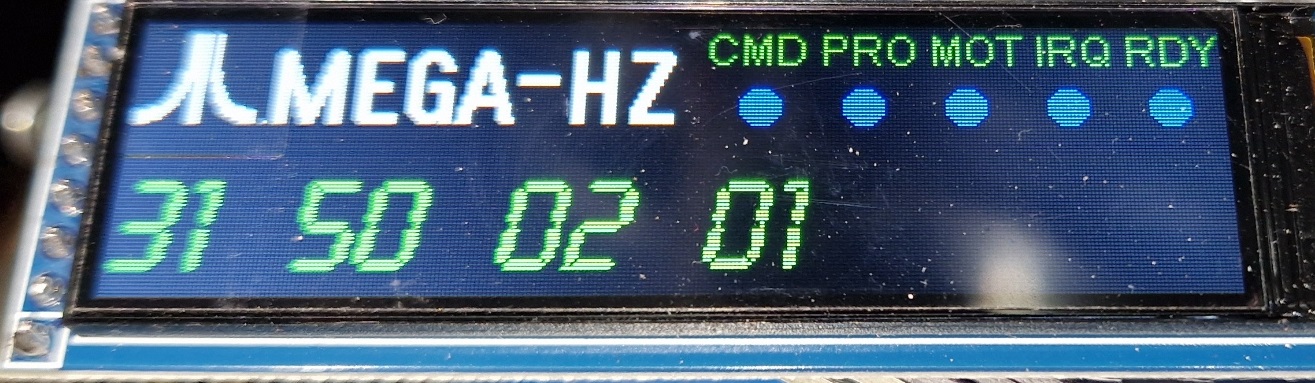 MEGA-HZ
CMD PRO MOT IRQ RDY
31 50 02 01